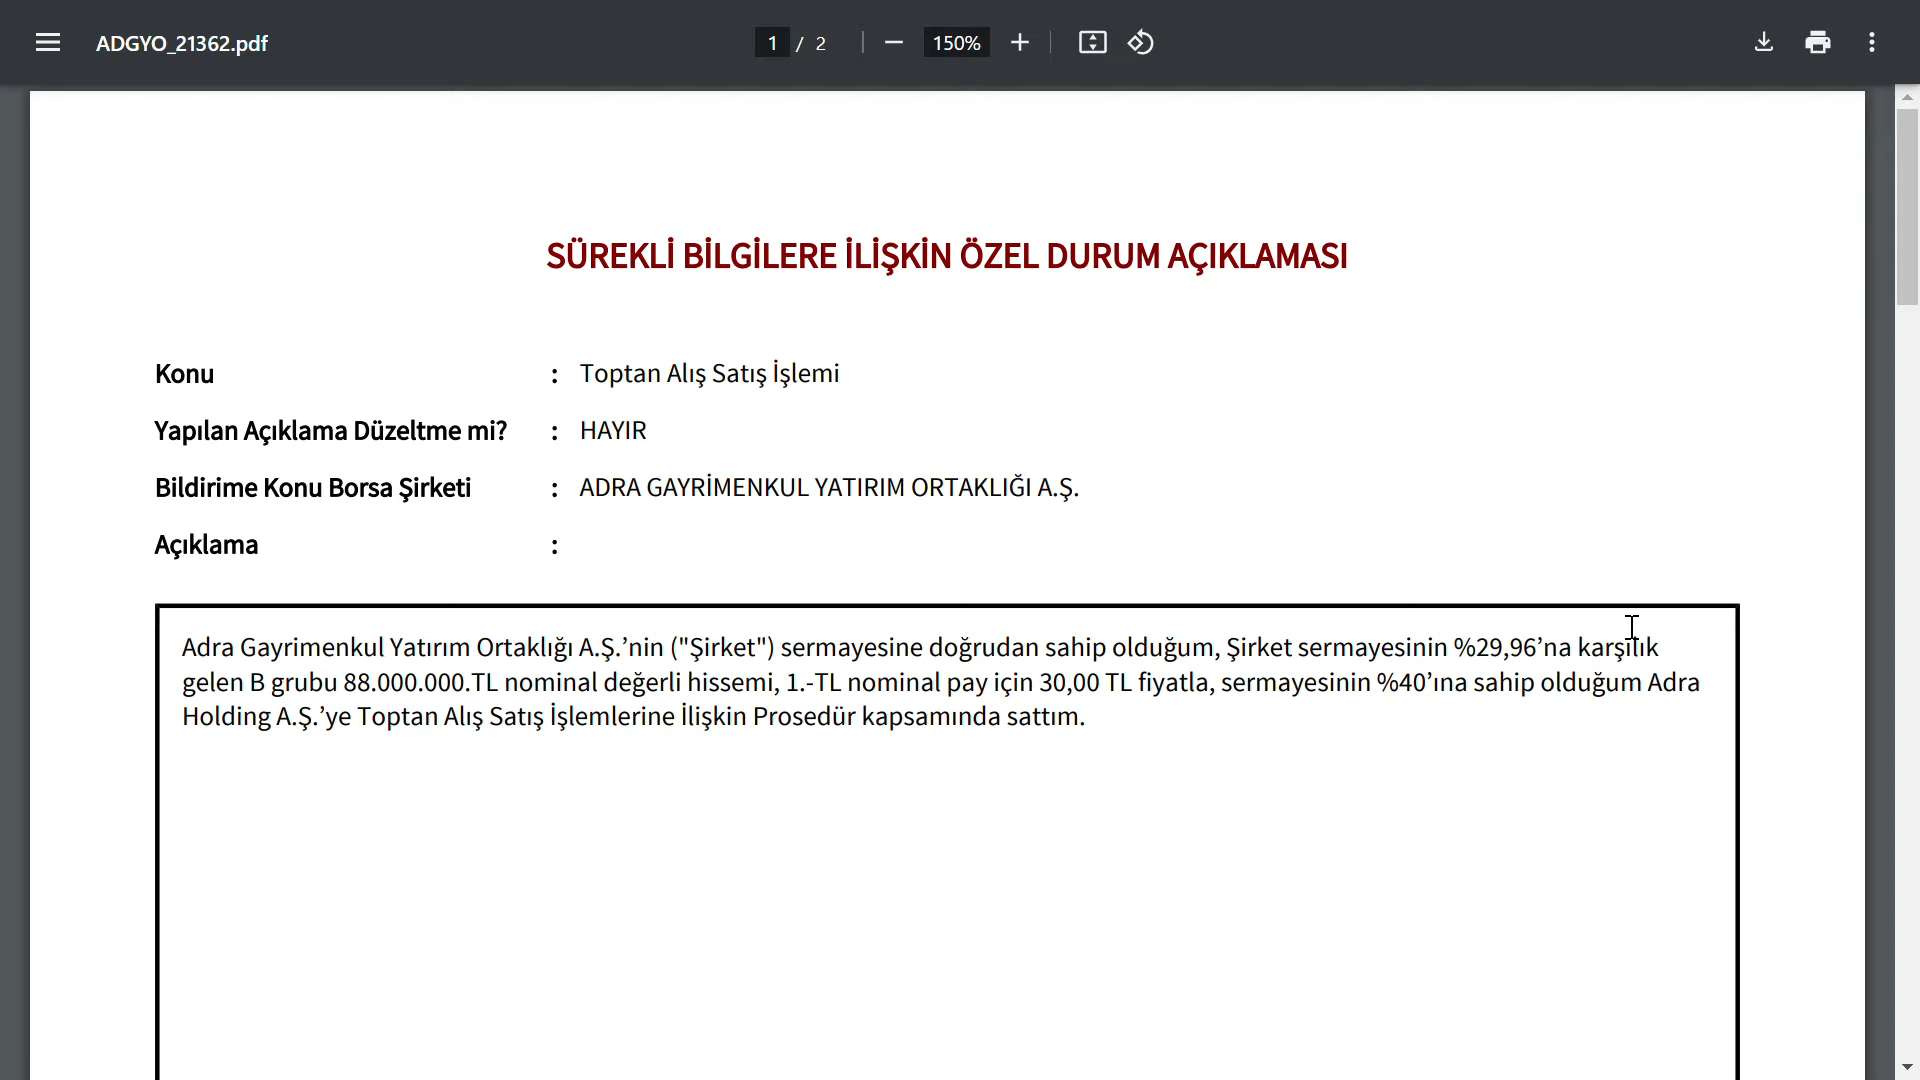 ADGYO_21362.pdf
1 / 2
150%
SÜREKLİ BİLGİLERE İLİŞKİN ÖZEL DURUM AÇIKLAMASI
Konu : Toptan Alış Satış İşlemi
Yapılan Açıklama Düzeltme mi? : HAYIR
Bildirime Konu Borsa Şirketi : ADRA GAYRİMENKUL YATIRIM ORTAKLIĞI A.Ş.
Açıklama :
Adra Gayrimenkul Yatırım Ortaklığı A.Ş.’nin ("Şirket") sermayesine doğrudan sahip olduğum, Şirket sermayesinin %29,96’na karşılık
gelen B grubu 88.000.000.TL nominal değerli hissemi, 1.-TL nominal pay için 30,00 TL fiyatla, sermayesinin %40’ına sahip olduğum Adra
Holding A.Ş.’ye Toptan Alış Satış İşlemlerine İlişkin Prosedür kapsamında sattım.